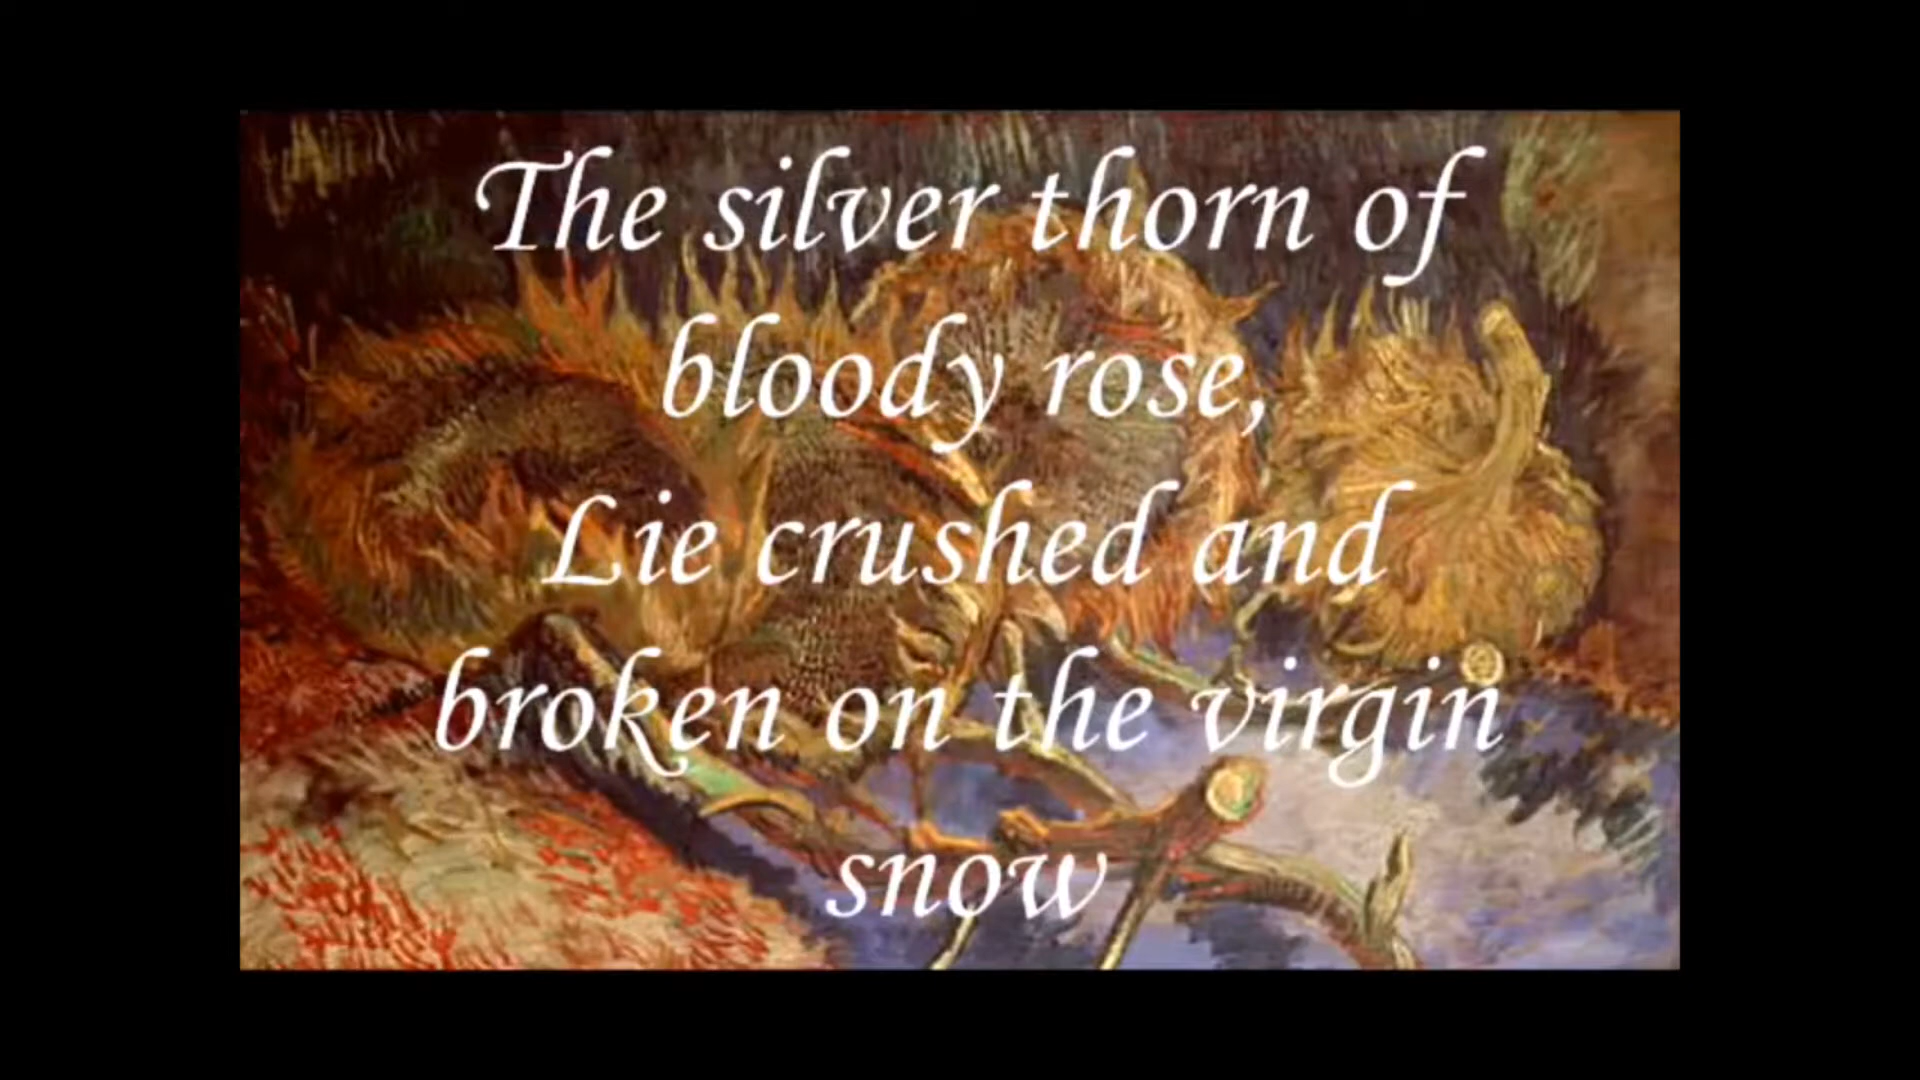 The silver thorn of
bloody rose,
Lie crushed and
broken on the virgin
snow